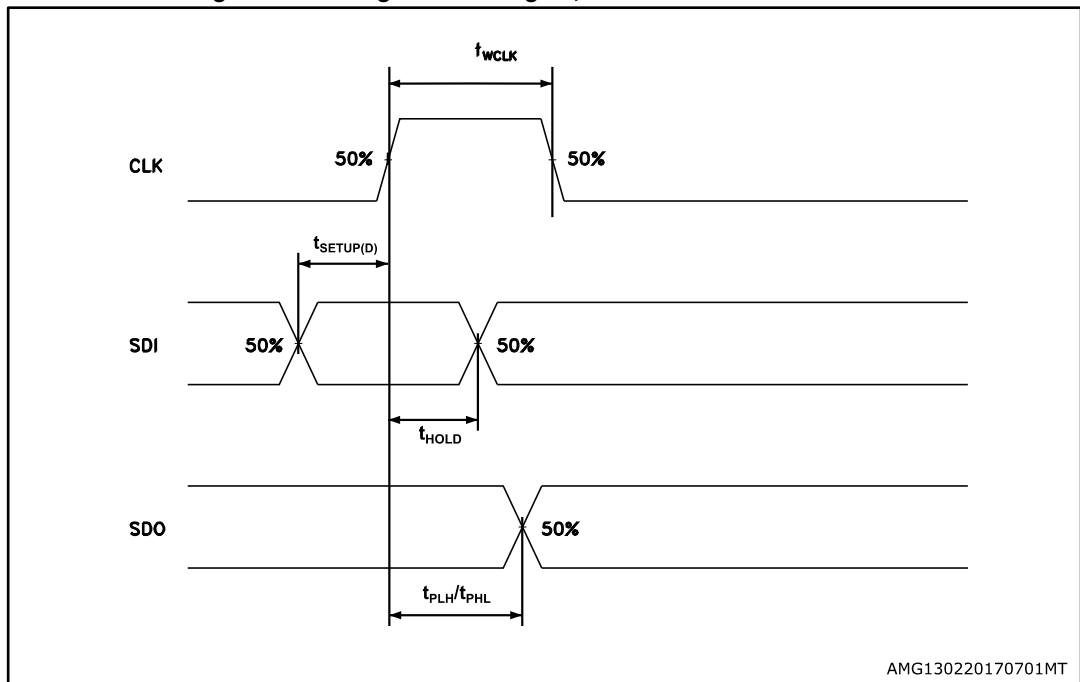 tWCLK
50%
50%
CLK
tSETUP(D)
SDI
50%
50%
tHOLD
SDO
50%
tPLH/tPHL
AMG130220170701MT